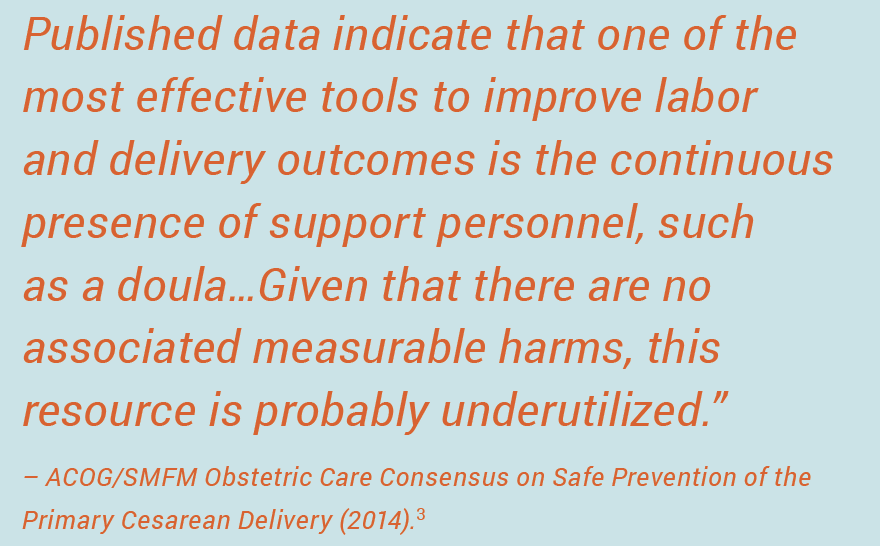 Published data indicate that one of the
most effective tools to improve labor
and delivery outcomes is the continuous
presence of support personnel, such
as a doula...Given that there are no
associated measurable harms, this
resource is probably underutilized.”
– ACOG/SMFM Obstetric Care Consensus on Safe Prevention of the
Primary Cesarean Delivery (2014).³